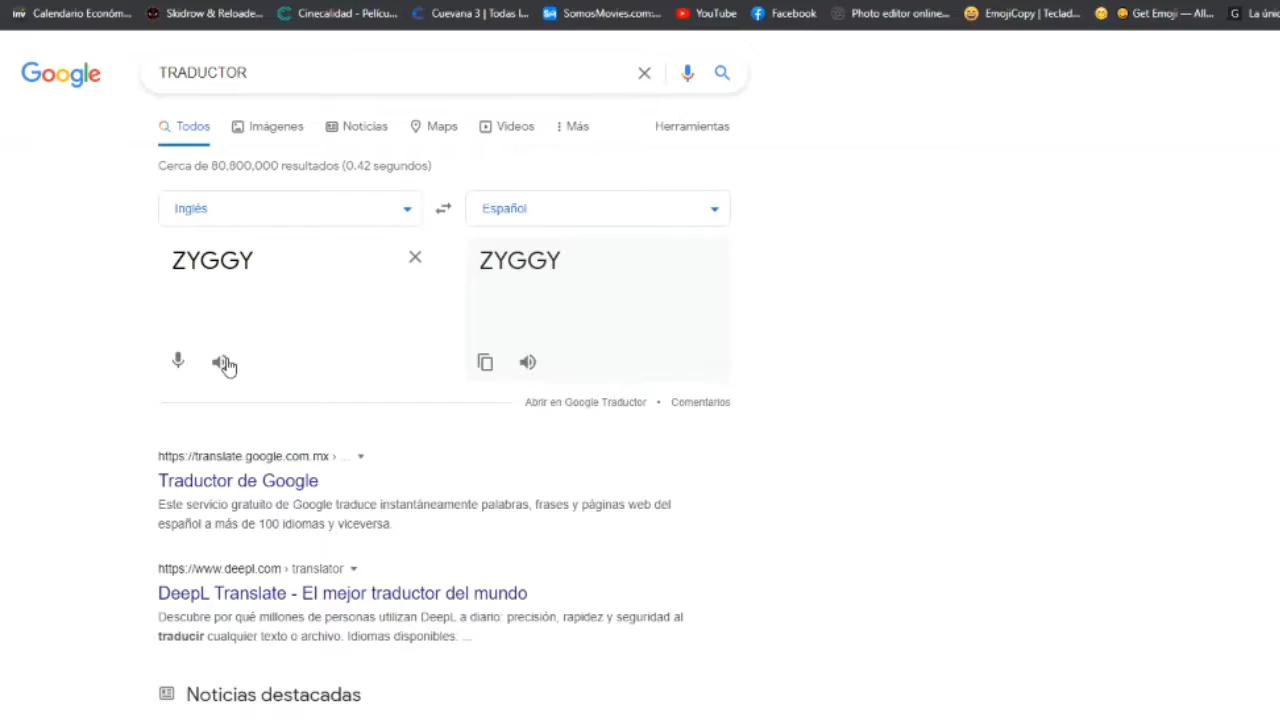 Calendario Económ... Skidrow & Reloade... Cinecalidad - Pelícu... Cuevana 3 | Todas l... SomosMovies.com:... YouTube Facebook Photo editor online... EmojiCopy | Teclad... Get Emoji — All... La únic
Google TRADUCTOR
Todos Imágenes Noticias Maps Videos Más Herramientas
Cerca de 80,800,000 resultados (0.42 segundos)
Inglés Español
ZYGGY ZYGGY
Abrir en Google Traductor • Comentarios
https://translate.google.com.mx › ...
Traductor de Google
Este servicio gratuito de Google traduce instantáneamente palabras, frases y páginas web del
español a más de 100 idiomas y viceversa.
https://www.deepl.com › translator
DeepL Translate - El mejor traductor del mundo
Descubre por qué millones de personas utilizan DeepL a diario: precisión, rapidez y seguridad al
traducir cualquier texto o archivo. Idiomas disponibles: ...
Noticias destacadas